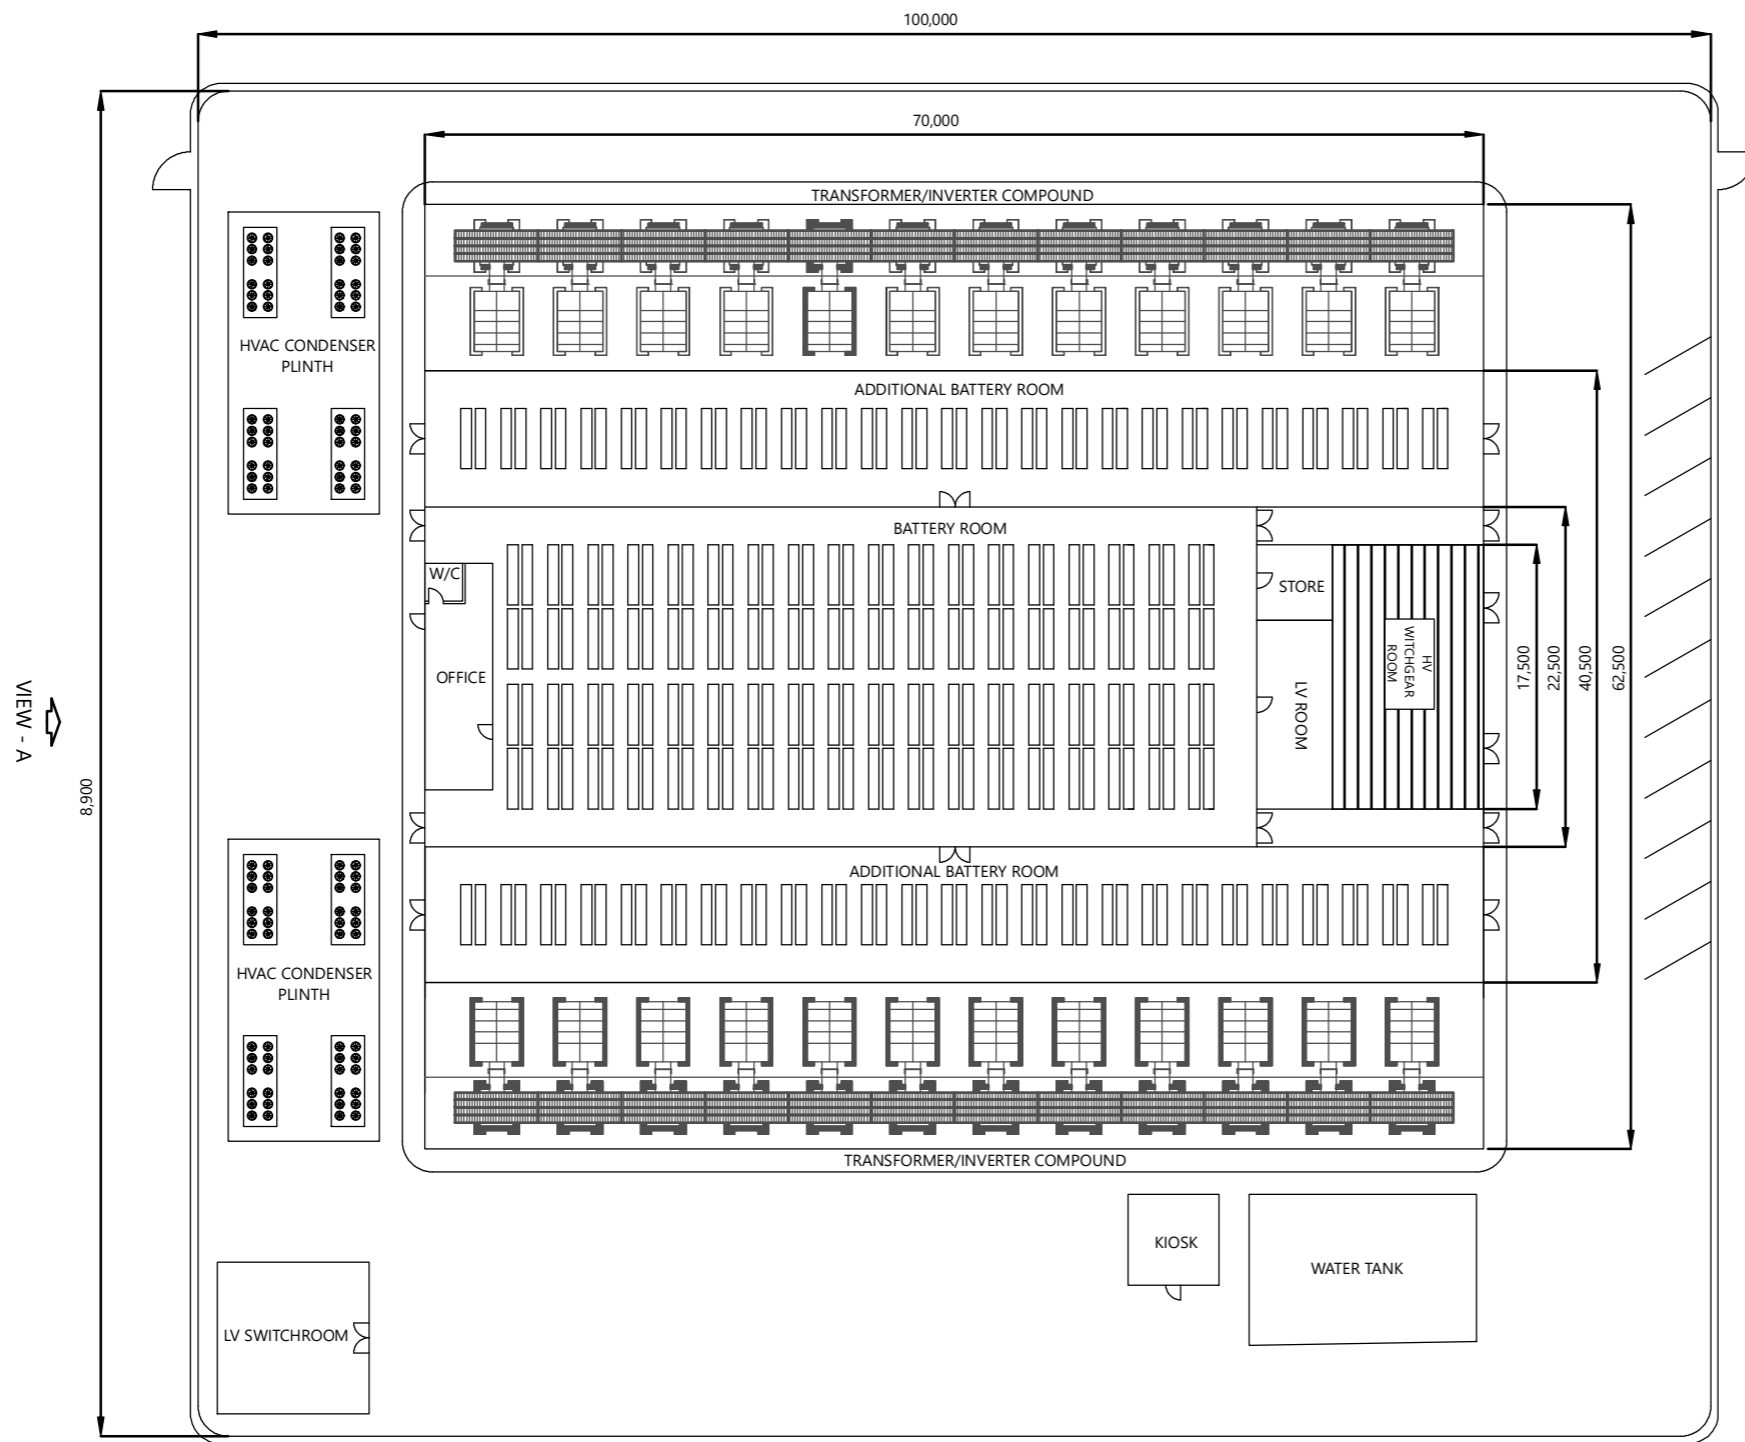 100,000
70,000
TRANSFORMER/INVERTER COMPOUND
HVAC CONDENSER
PLINTH
ADDITIONAL BATTERY ROOM
BATTERY ROOM
W/C
STORE
OFFICE
HV
WITCHGEAR
ROOM
LV ROOM
17,500
22,500
40,500
62,500
VIEW - A
8,900
ADDITIONAL BATTERY ROOM
HVAC CONDENSER
PLINTH
TRANSFORMER/INVERTER COMPOUND
KIOSK
WATER TANK
LV SWITCHROOM